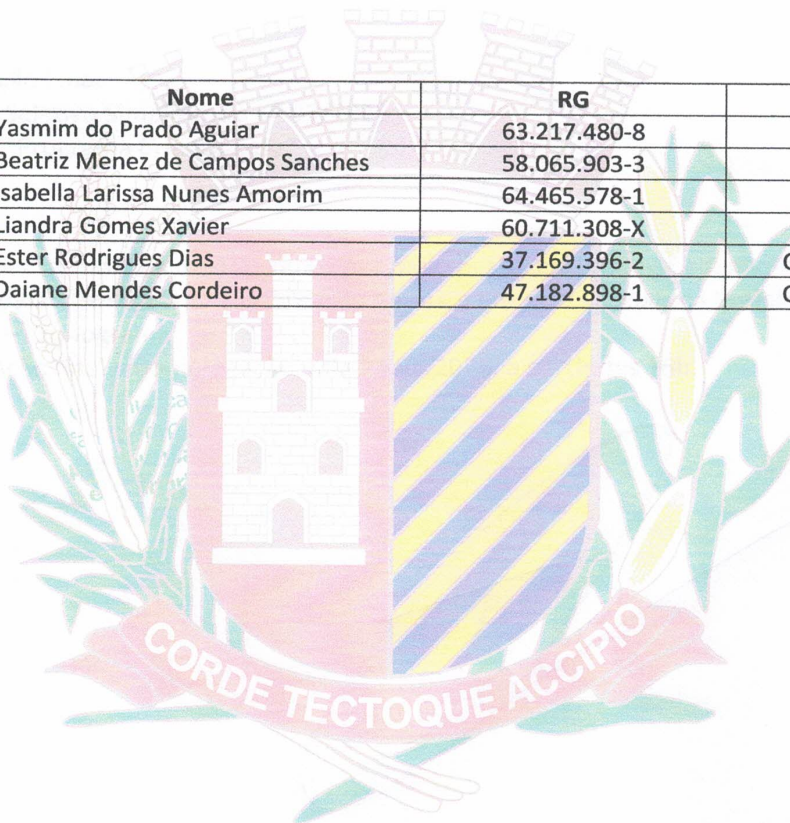 Nome RG
Yasmim do Prado Aguiar 63.217.480-8
Beatriz Menez de Campos Sanches 58.065.903-3
Isabella Larissa Nunes Amorim 64.465.578-1
Liandra Gomes Xavier 60.711.308-X
Ester Rodrigues Dias 37.169.396-2
Daiane Mendes Cordeiro 47.182.898-1
CORDE TECTOQUE ACCIPIO